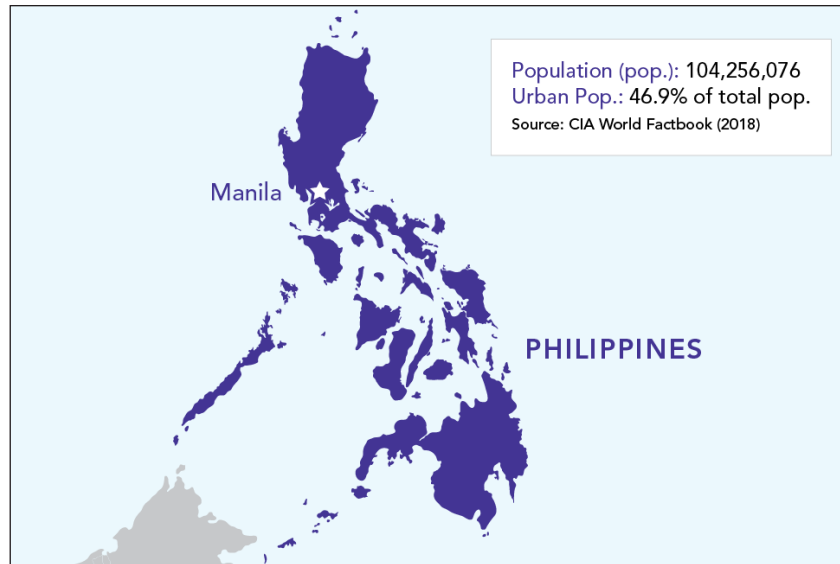 Population (pop.): 104,256,076
Urban Pop.: 46.9% of total pop.
Source: CIA World Factbook (2018)
Manila
PHILIPPINES